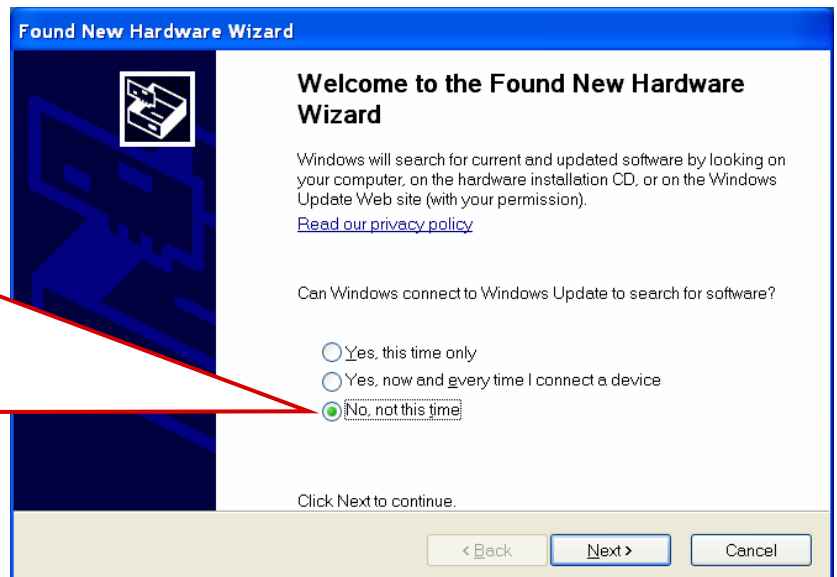 Found New Hardware Wizard
Welcome to the Found New Hardware
Wizard
Windows will search for current and updated software by looking on
your computer, on the hardware installation CD, or on the Windows
Update Web site (with your permission).
Read our privacy policy
Can Windows connect to Windows Update to search for software?
Yes, this time only
Yes, now and every time I connect a device
No, not this time
Click Next to continue.
< Back Next > Cancel